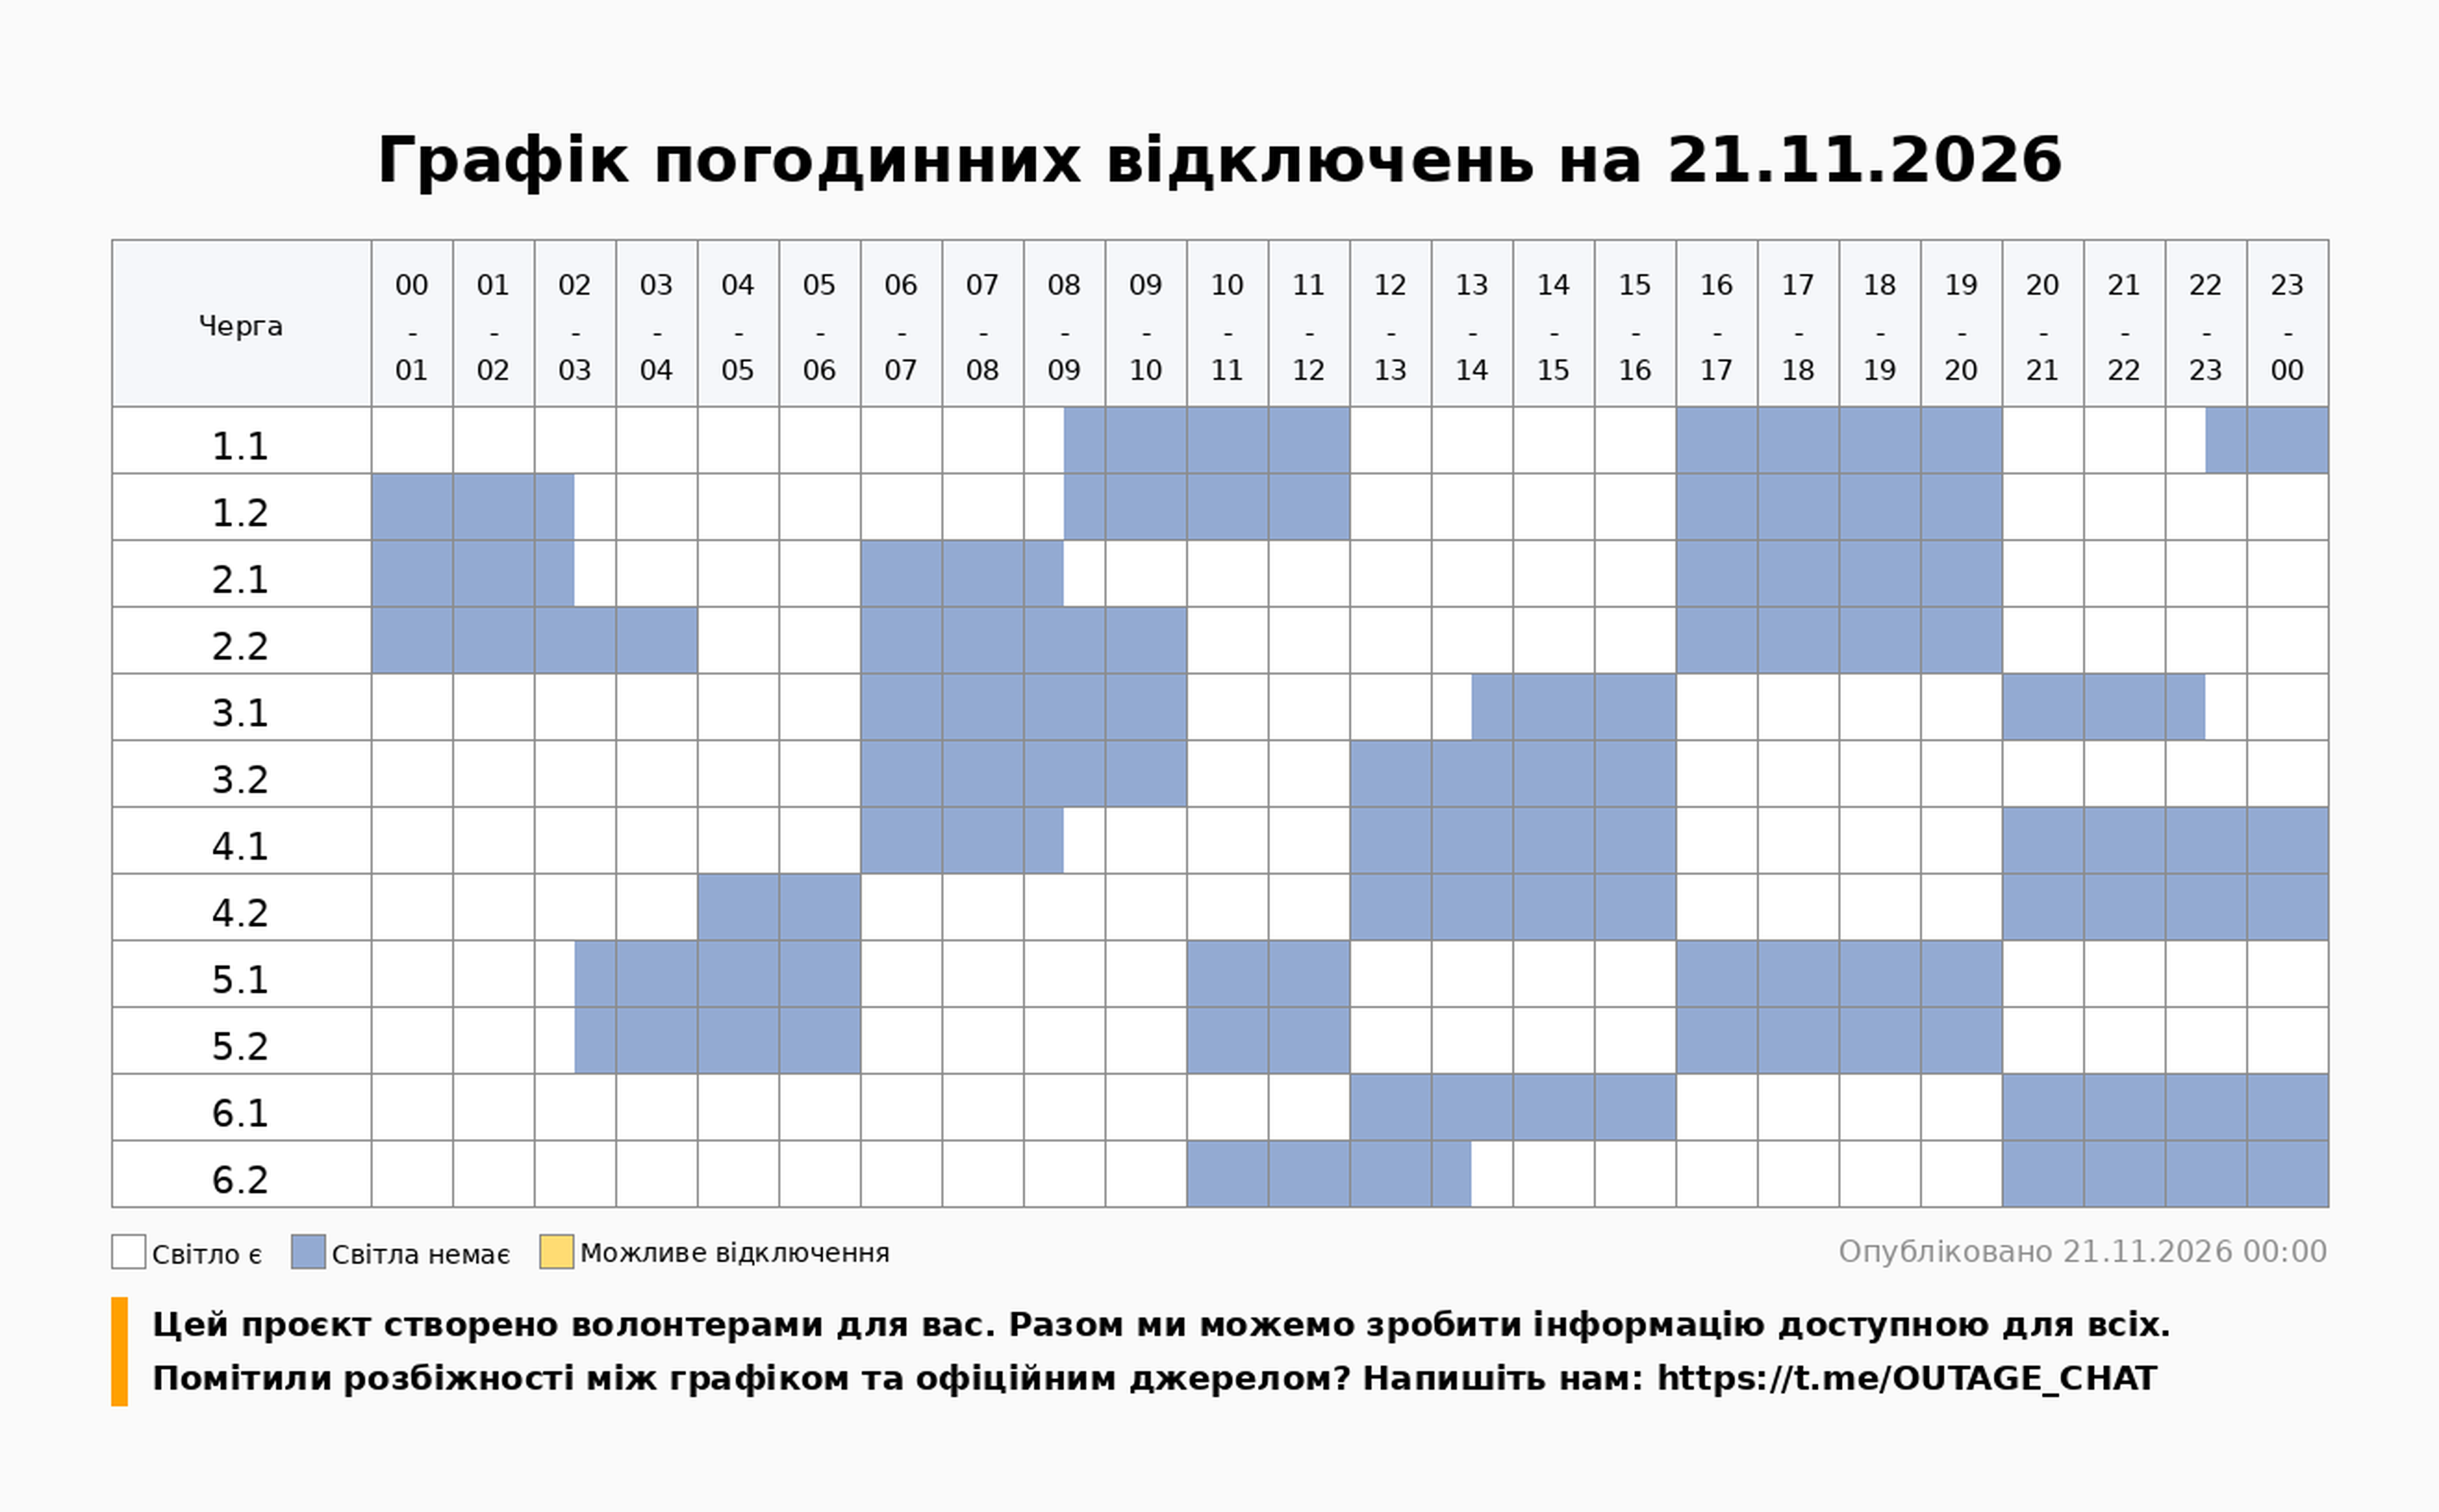 Графік погодинних відключень на 21.11.2026
Черга
00 - 01
01 - 02
02 - 03
03 - 04
04 - 05
05 - 06
06 - 07
07 - 08
08 - 09
09 - 10
10 - 11
11 - 12
12 - 13
13 - 14
14 - 15
15 - 16
16 - 17
17 - 18
18 - 19
19 - 20
20 - 21
21 - 22
22 - 23
23 - 00
1.1
1.2
2.1
2.2
3.1
3.2
4.1
4.2
5.1
5.2
6.1
6.2
Світло є
Світла немає
Можливе відключення
Опубліковано 21.11.2026 00:00
Цей проєкт створено волонтерами для вас. Разом ми можемо зробити інформацію доступною для всіх.
Помітили розбіжності між графіком та офіційним джерелом? Напишіть нам: https://t.me/OUTAGE_CHAT